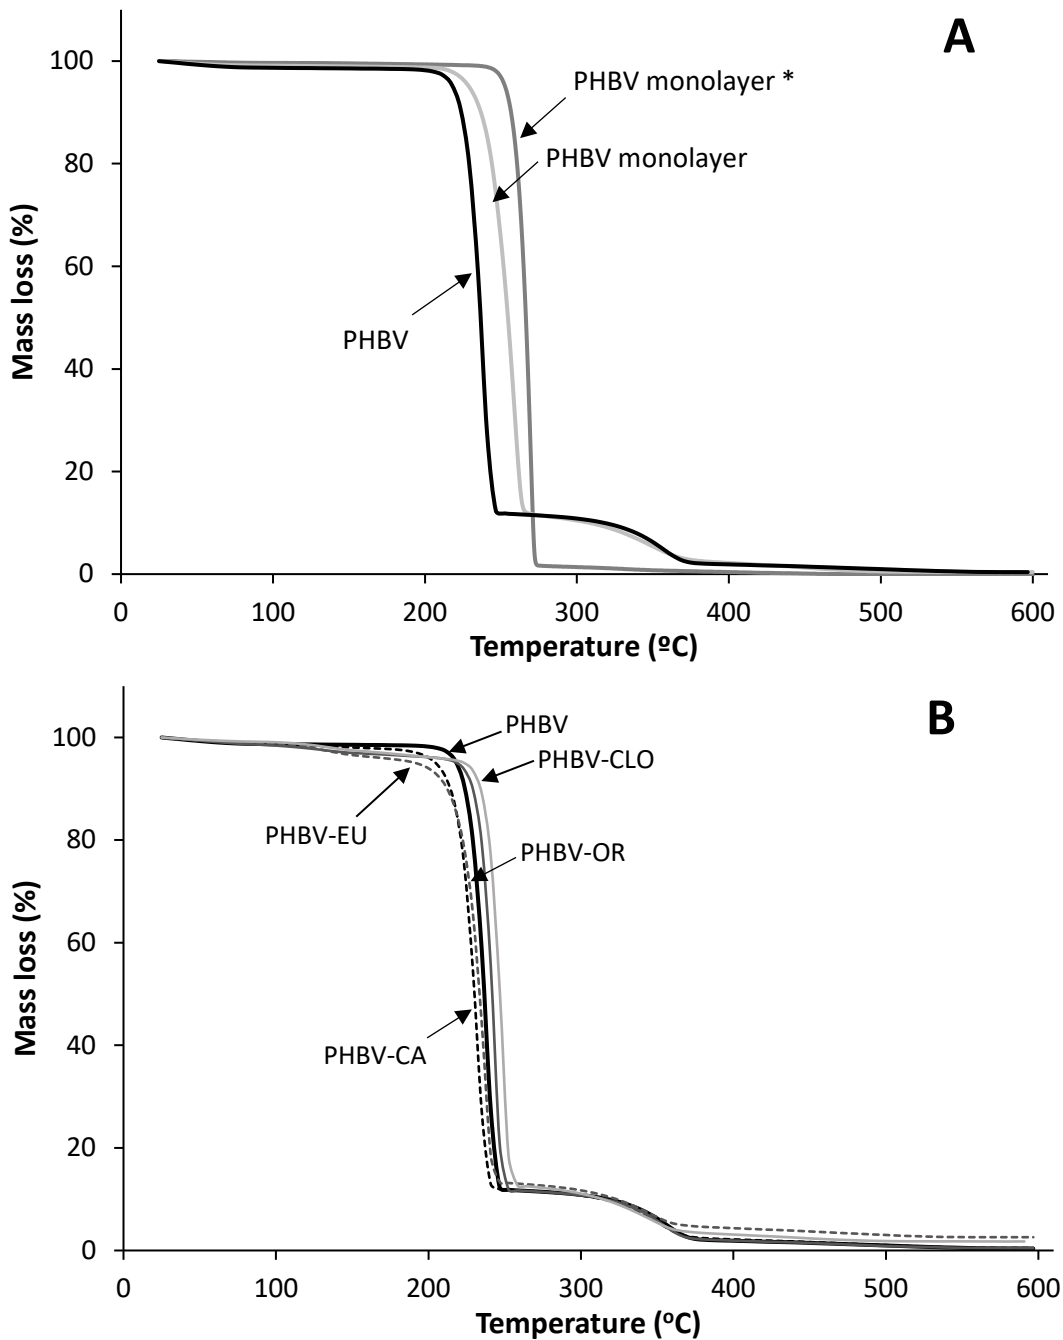 A
100
PHBV monolayer *
80
PHBV monolayer
Mass loss (%)
60
PHBV
40
20
0
0 100 200 300 400 500 600
Temperature (ºC)
B
PHBV
100
PHBV-CLO
PHBV-EU
80
PHBV-OR
Mass loss (%)
60
PHBV-CA
40
20
0
0 100 200 300 400 500 600
Temperature (ºC)